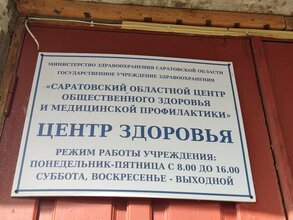 МИНИСТЕРСТВО ЗДРАВООХРАНЕНИЯ САРАТОВСКОЙ ОБЛАСТИ
ГОСУДАРСТВЕННОЕ УЧРЕЖДЕНИЕ ЗДРАВООХРАНЕНИЯ
«САРАТОВСКИЙ ОБЛАСТНОЙ ЦЕНТР
ОБЩЕСТВЕННОГО ЗДОРОВЬЯ
И МЕДИЦИНСКОЙ ПРОФИЛАКТИКИ»
ЦЕНТР ЗДОРОВЬЯ
РЕЖИМ РАБОТЫ УЧРЕЖДЕНИЯ:
ПОНЕДЕЛЬНИК-ПЯТНИЦА С 8.00 ДО 16.00
СУББОТА, ВОСКРЕСЕНЬЕ - ВЫХОДНОЙ